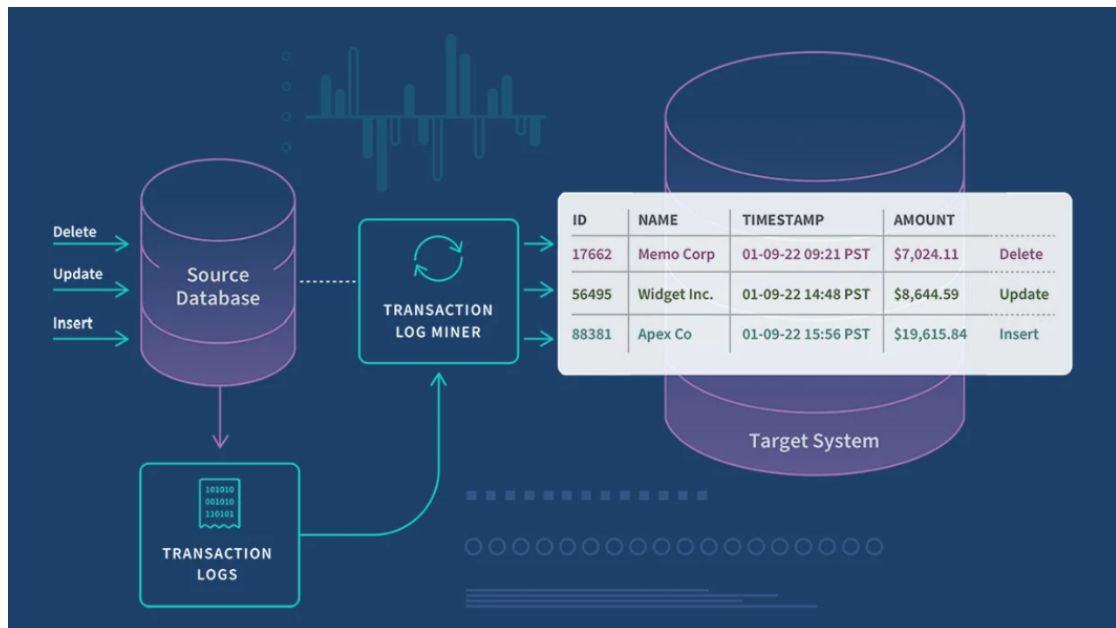 Delete
Update
Insert
Source
Database
TRANSACTION
LOG MINER
101010
001010
110101
TRANSACTION
LOGS
ID NAME TIMESTAMP AMOUNT
17662 Memo Corp 01-09-22 09:21 PST $7,024.11 Delete
56495 Widget Inc. 01-09-22 14:48 PST $8,644.59 Update
88381 Apex Co 01-09-22 15:56 PST $19,615.84 Insert
Target System